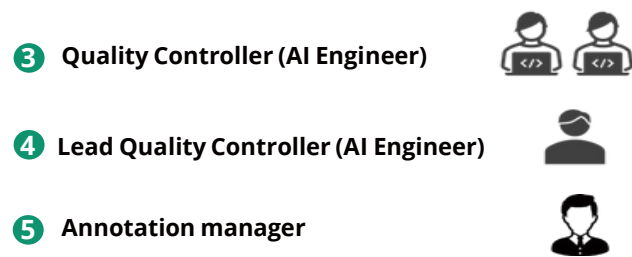 3 Quality Controller (AI Engineer)
</> </>
4 Lead Quality Controller (AI Engineer)
5 Annotation manager